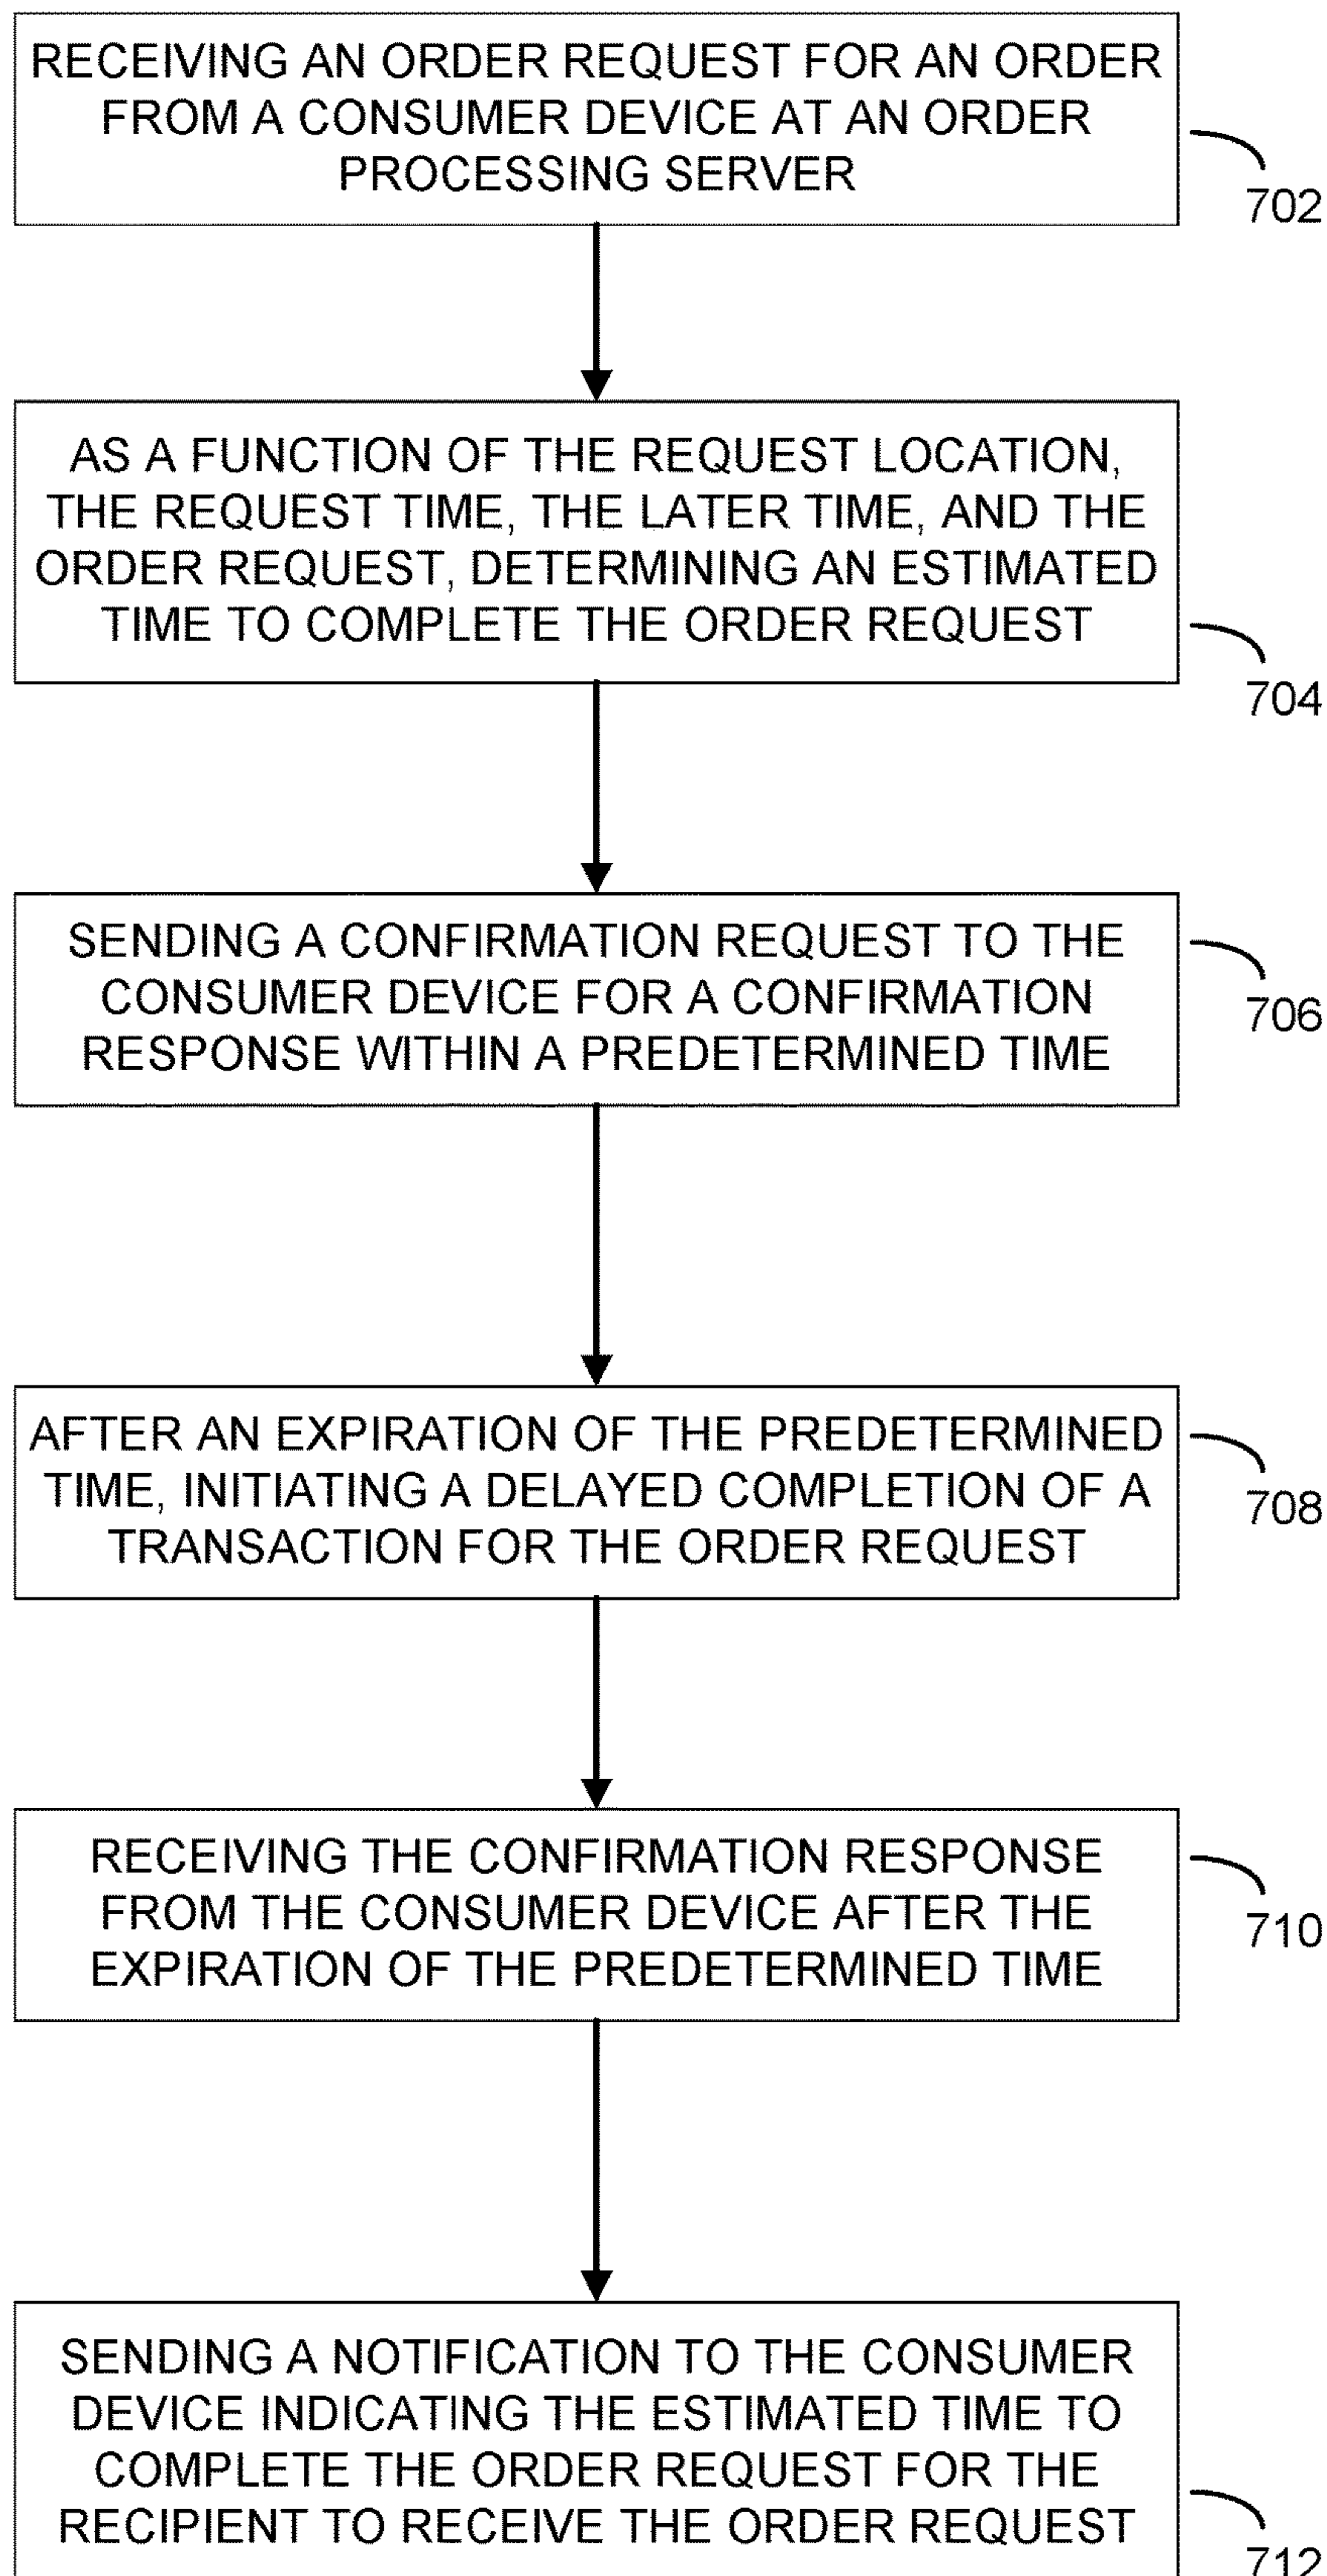 RECEIVING AN ORDER REQUEST FOR AN ORDER
FROM A CONSUMER DEVICE AT AN ORDER
PROCESSING SERVER
702
AS A FUNCTION OF THE REQUEST LOCATION,
THE REQUEST TIME, THE LATER TIME, AND THE
ORDER REQUEST, DETERMINING AN ESTIMATED
TIME TO COMPLETE THE ORDER REQUEST
704
SENDING A CONFIRMATION REQUEST TO THE
CONSUMER DEVICE FOR A CONFIRMATION
RESPONSE WITHIN A PREDETERMINED TIME
706
AFTER AN EXPIRATION OF THE PREDETERMINED
TIME, INITIATING A DELAYED COMPLETION OF A
TRANSACTION FOR THE ORDER REQUEST
708
RECEIVING THE CONFIRMATION RESPONSE
FROM THE CONSUMER DEVICE AFTER THE
EXPIRATION OF THE PREDETERMINED TIME
710
SENDING A NOTIFICATION TO THE CONSUMER
DEVICE INDICATING THE ESTIMATED TIME TO
COMPLETE THE ORDER REQUEST FOR THE
RECIPIENT TO RECEIVE THE ORDER REQUEST
712